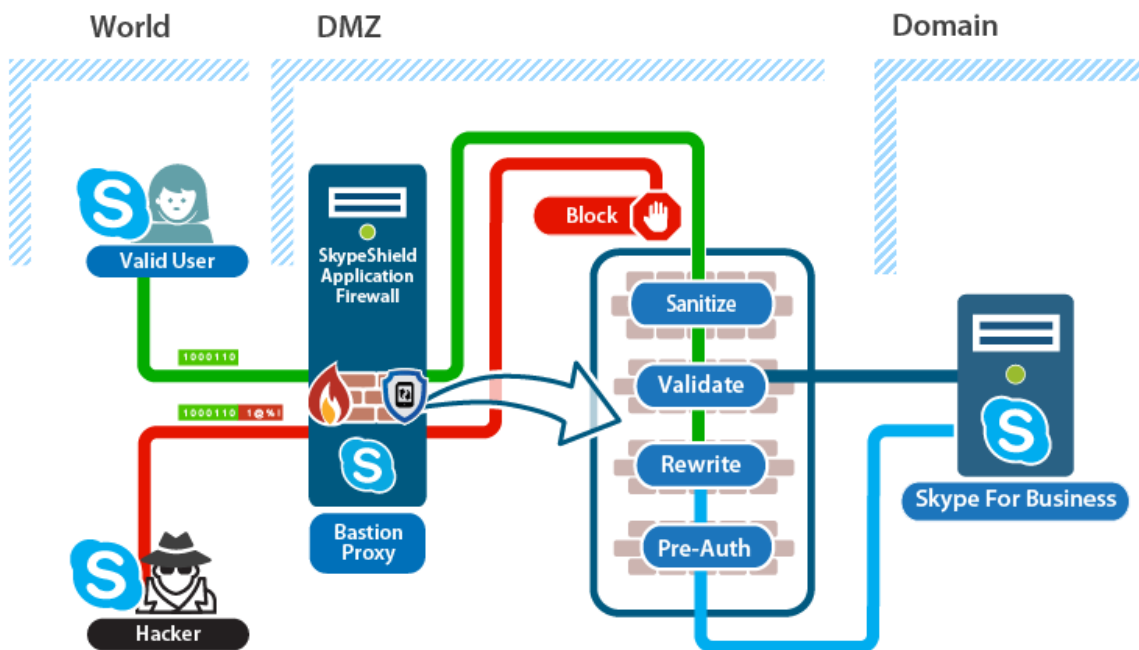 World
DMZ
Domain
S
Valid User
SkypeShield
Application
Firewall
Block
Sanitize
1000110
Validate
1000110 1@%!
S
Rewrite
S
Skype For Business
Bastion
Proxy
Pre-Auth
S
Hacker